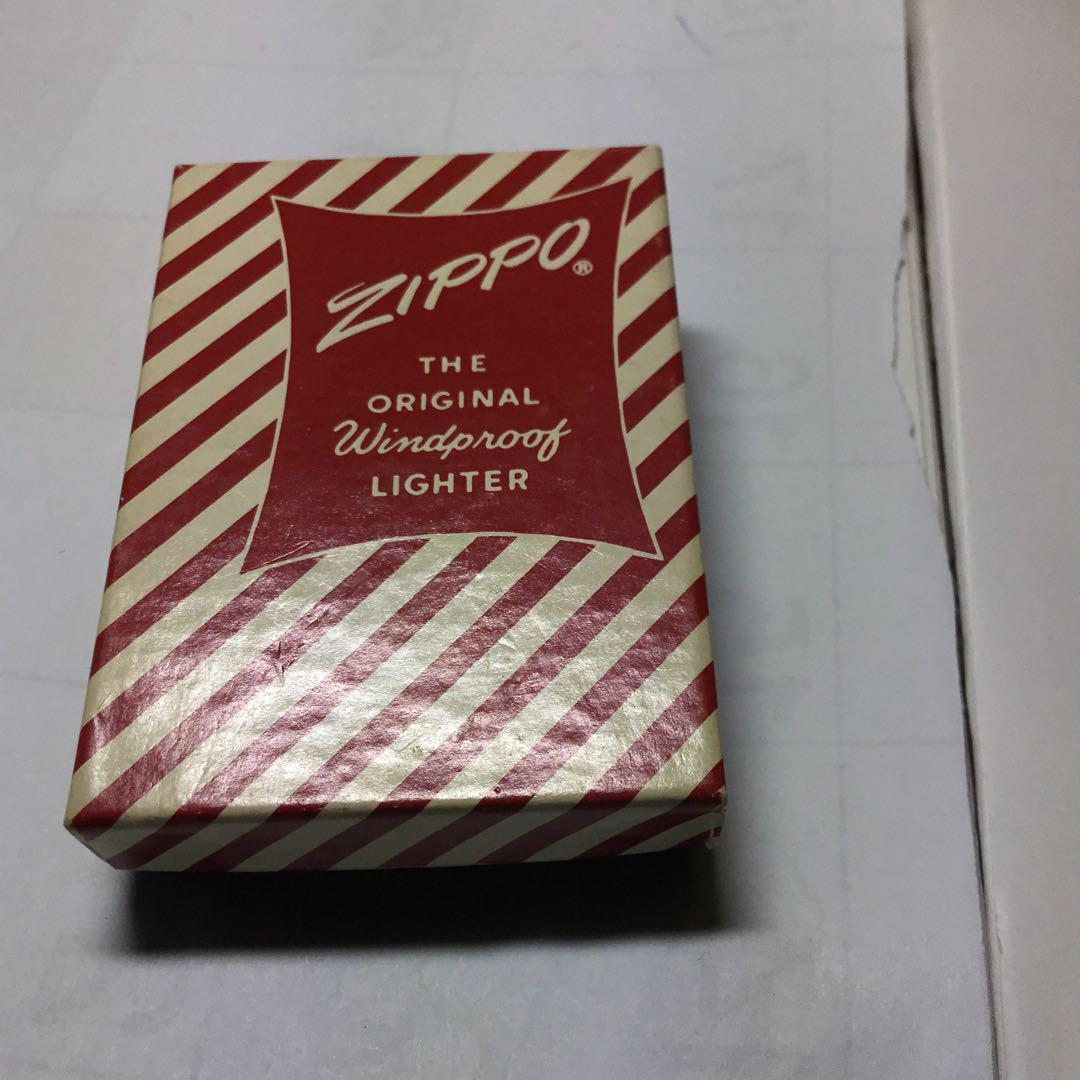 ZIPPO®
THE
ORIGINAL
Windproof
LIGHTER